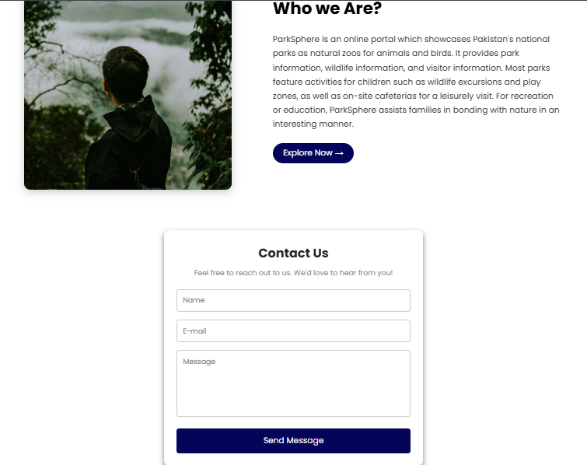 Who we Are?
ParkSphere is an online portal which showcases Pakistan's national
parks as natural zoos for animals and birds. It provides park
information, wildlife information, and visitor information. Most parks
feature activities for children such as wildlife excursions and play
zones, as well as on-site cafeterias for a leisurely visit. For recreation
or education, ParkSphere assists families in bonding with nature in an
interesting manner.
Explore Now →
Contact Us
Feel free to reach out to us. We'd love to hear from you!
Name
E-mail
Message
Send Message